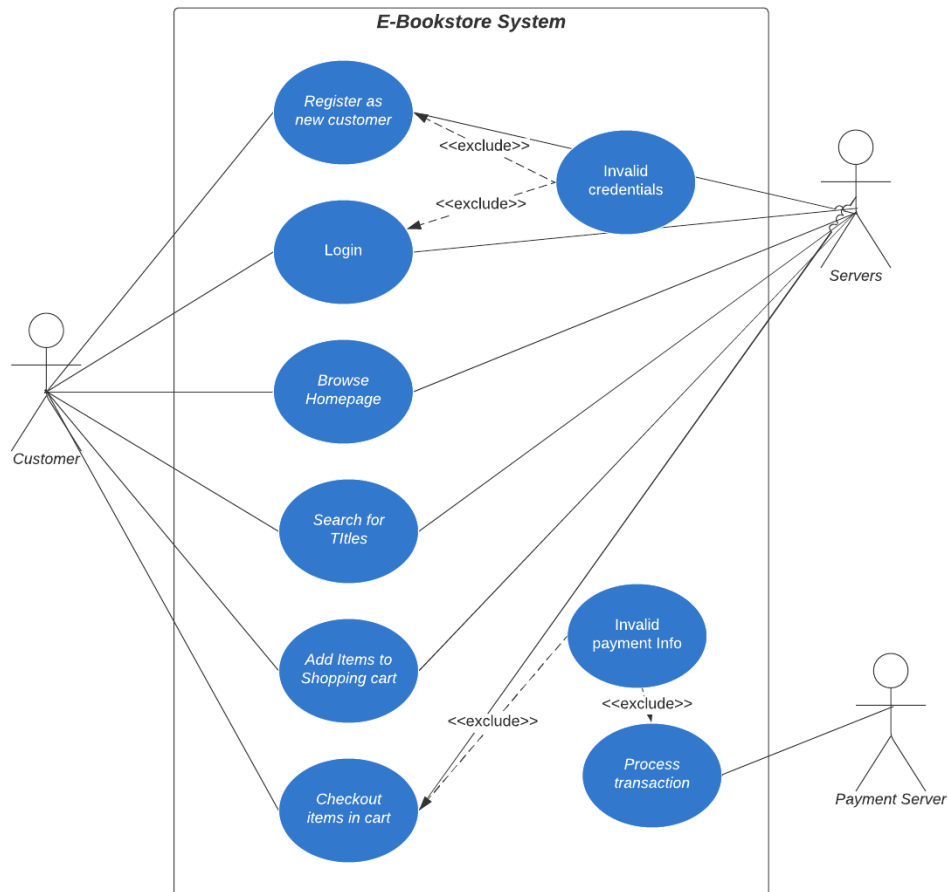 E-Bookstore System
Register as
new customer
<<exclude>>
Invalid
credentials
<<exclude>>
Login
Servers
Browse
Homepage
Customer
Search for
TItles
Invalid
payment Info
Add Items to
Shopping cart
<<exclude>>
<<exclude>>
Process
transaction
Checkout
items in cart
Payment Server